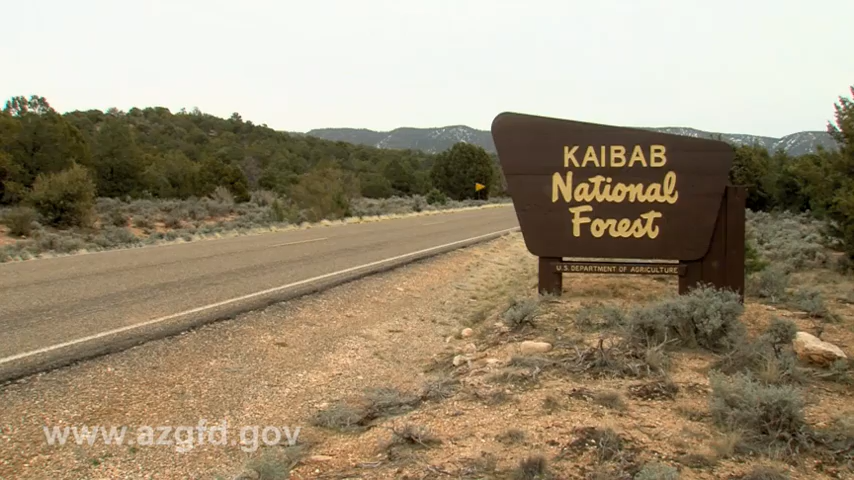 KAIBAB
National
Forest
U.S. DEPARTMENT OF AGRICULTURE
www.azgfd.gov